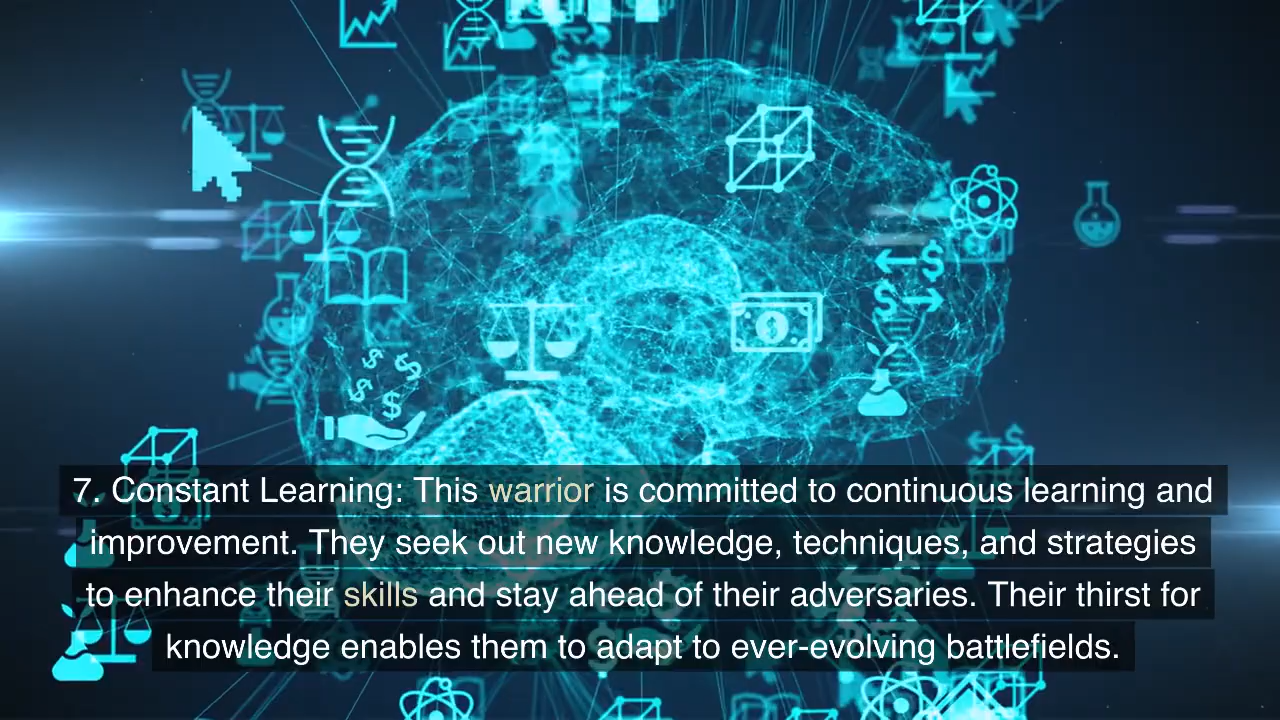 7. Constant Learning: This warrior is committed to continuous learning and
improvement. They seek out new knowledge, techniques, and strategies
to enhance their skills and stay ahead of their adversaries. Their thirst for
knowledge enables them to adapt to ever-evolving battlefields.